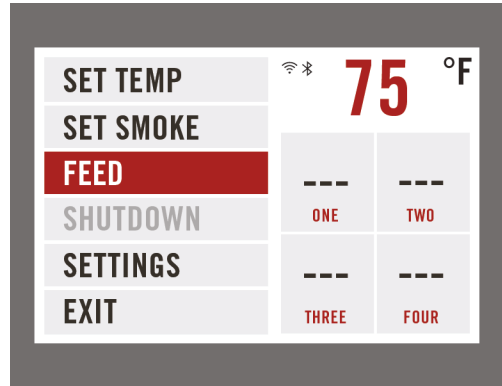 SET TEMP
SET SMOKE
FEED
SHUTDOWN
SETTINGS
EXIT
75 °F
---
ONE
---
TWO
---
THREE
---
FOUR